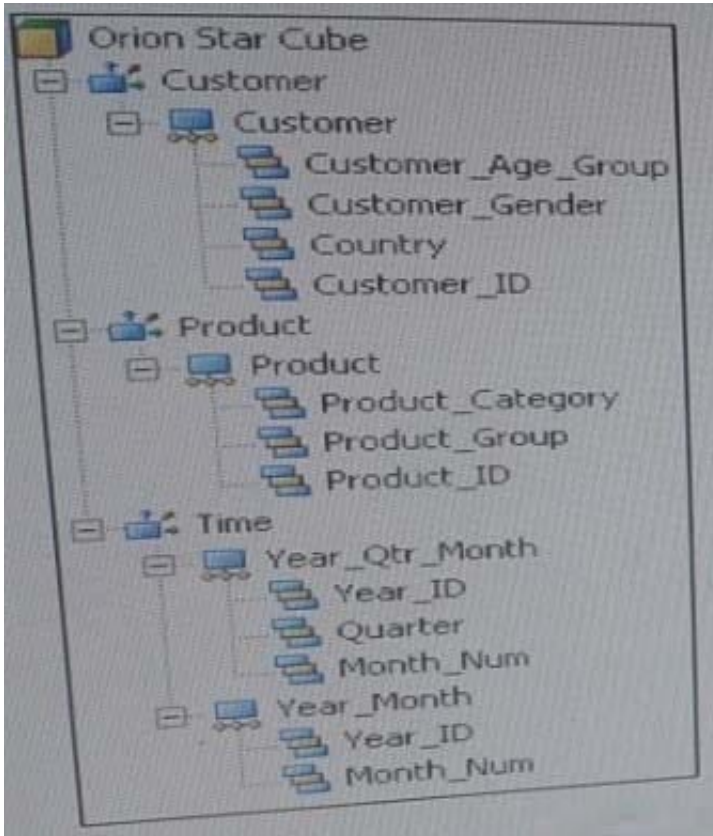 Orion Star Cube
Customer
Customer
Customer_Age_Group
Customer_Gender
Country
Customer_ID
Product
Product
Product_Category
Product_Group
Product_ID
Time
Year_Qtr_Month
Year_ID
Quarter
Month_Num
Year_Month
Year_ID
Month_Num